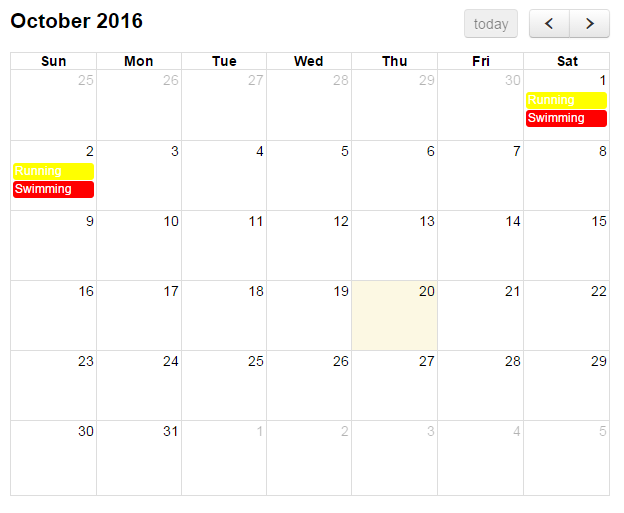 October 2016 today
Sun Mon Tue Wed Thu Fri Sat
25 26 27 28 29 30 1
Running
Swimming
2 3 4 5 6 7 8
Running
Swimming
9 10 11 12 13 14 15
16 17 18 19 20 21 22
23 24 25 26 27 28 29
30 31 1 2 3 4 5